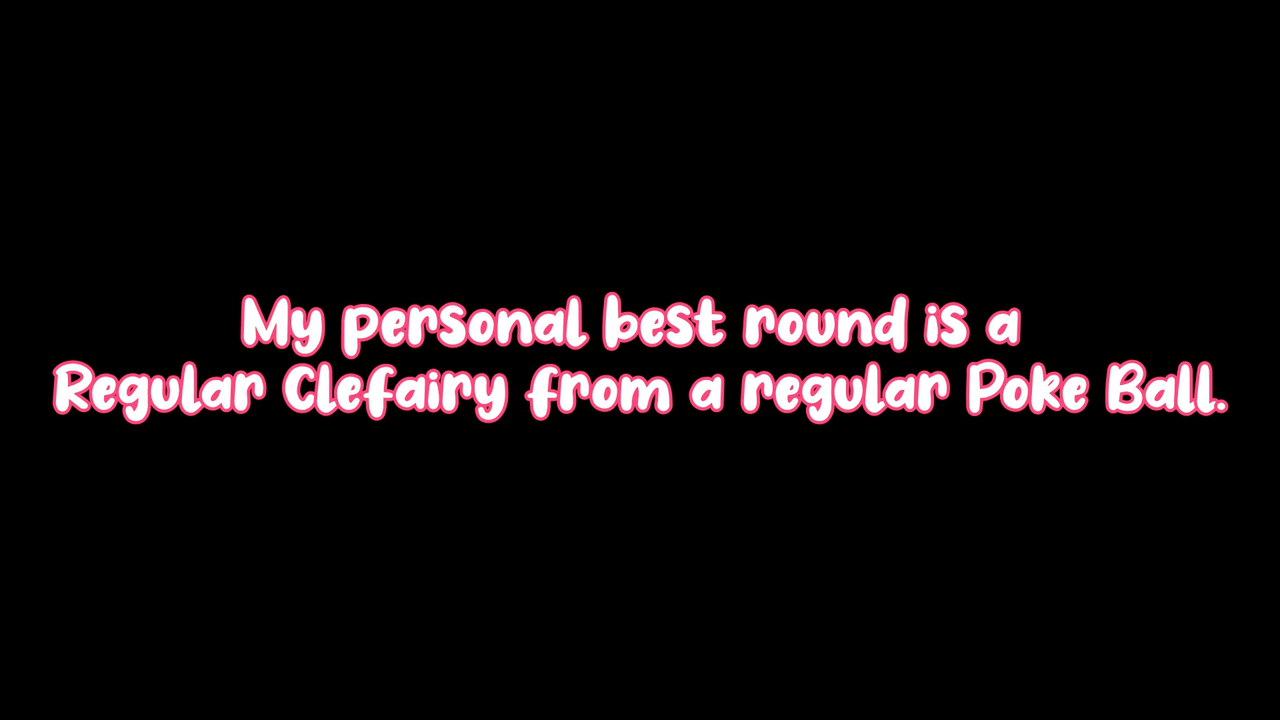 My personal best round is a
Regular Clefairy from a regular Poke Ball.